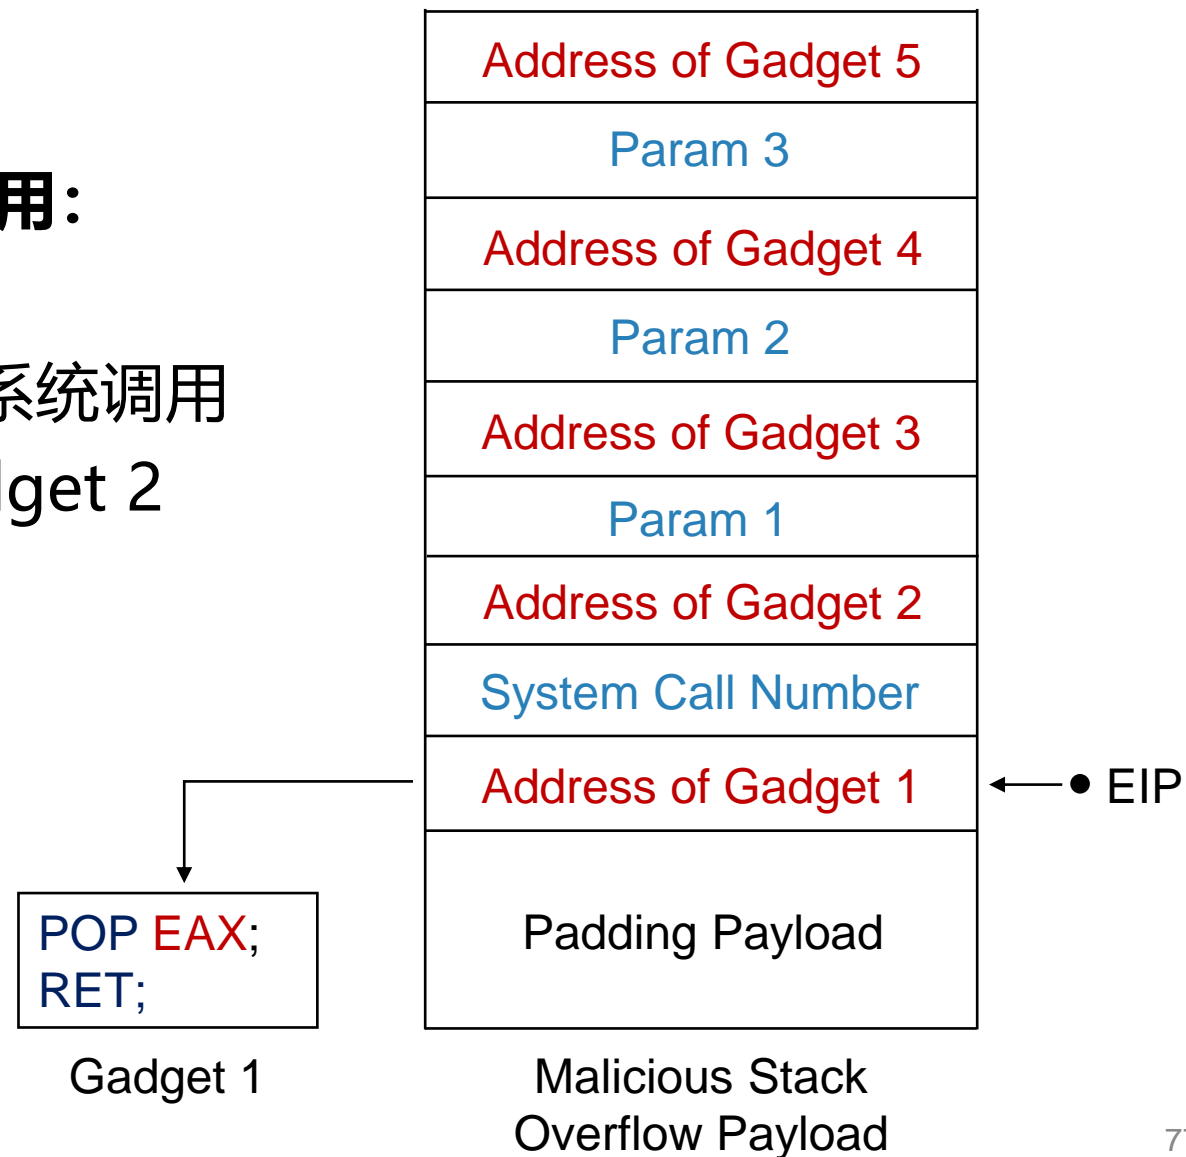 用：
系统调用
dget 2
Address of Gadget 5
Param 3
Address of Gadget 4
Param 2
Address of Gadget 3
Param 1
Address of Gadget 2
System Call Number
Address of Gadget 1
EIP
Padding Payload
POP EAX;
RET;
Gadget 1
Malicious Stack
Overflow Payload
77